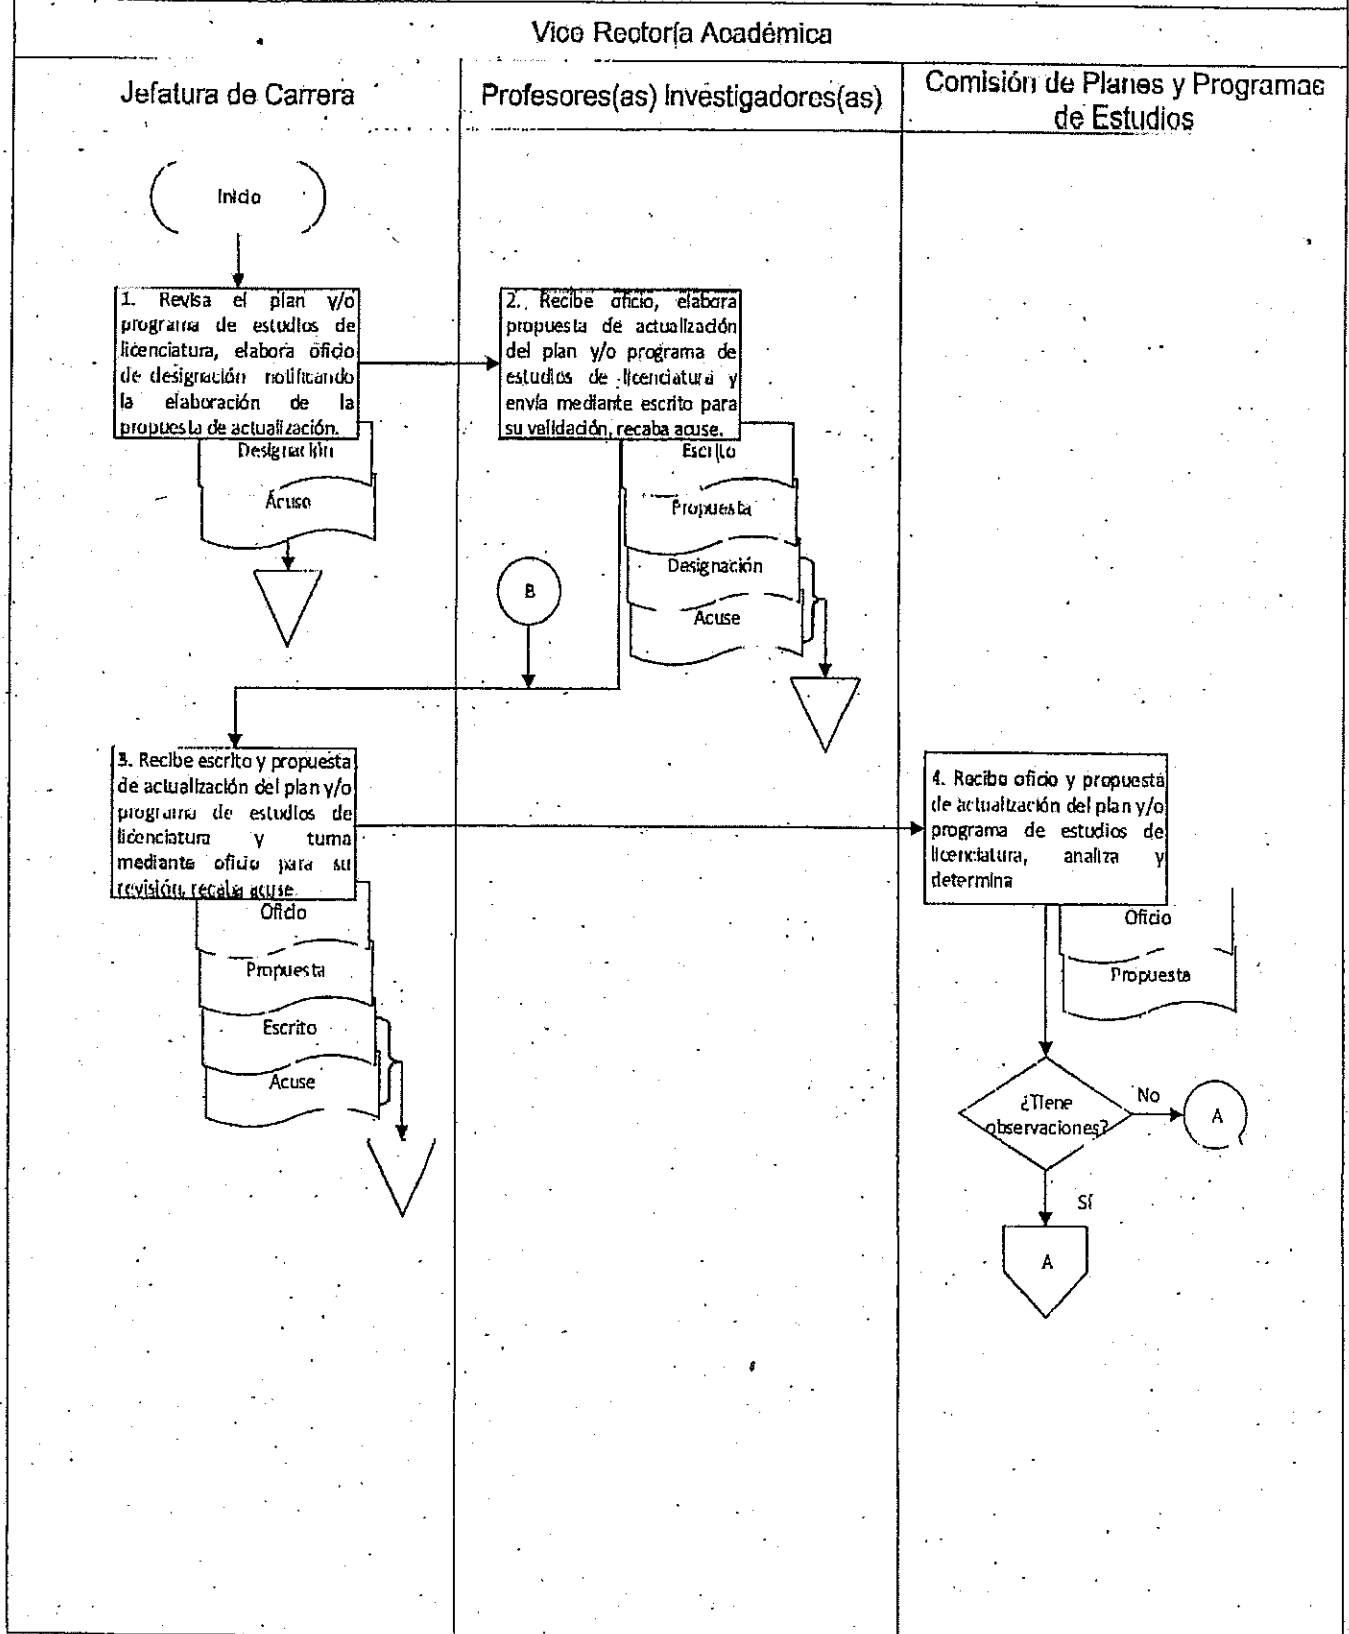 Vice Rectoría Académica
Jefatura de Carrera
Profesores(as) Investigadores(as)
Comisión de Planes y Programas
de Estudios
Inicio
1. Revisa el plan y/o
programa de estudios de
licenciatura, elabora oficio
de designación notificando
la elaboración de la
propuesta de actualización.
Designación
Acuse
2. Recibe oficio, elabora
propuesta de actualización
del plan y/o programa de
estudios de licenciatura y
envía mediante escrito para
su validación, recaba acuse.
Escrito
Propuesta
Designación
Acuse
B
3. Recibe escrito y propuesta
de actualización del plan y/o
programa de estudios de
licenciatura y turna
mediante oficio para su
revisión, recaba acuse.
Oficio
Propuesta
Escrito
Acuse
4. Recibe oficio y propuesta
de actualización del plan y/o
programa de estudios de
licenciatura, analiza y
determina
Oficio
Propuesta
¿Tiene
observaciones?
No
A
Sí
A